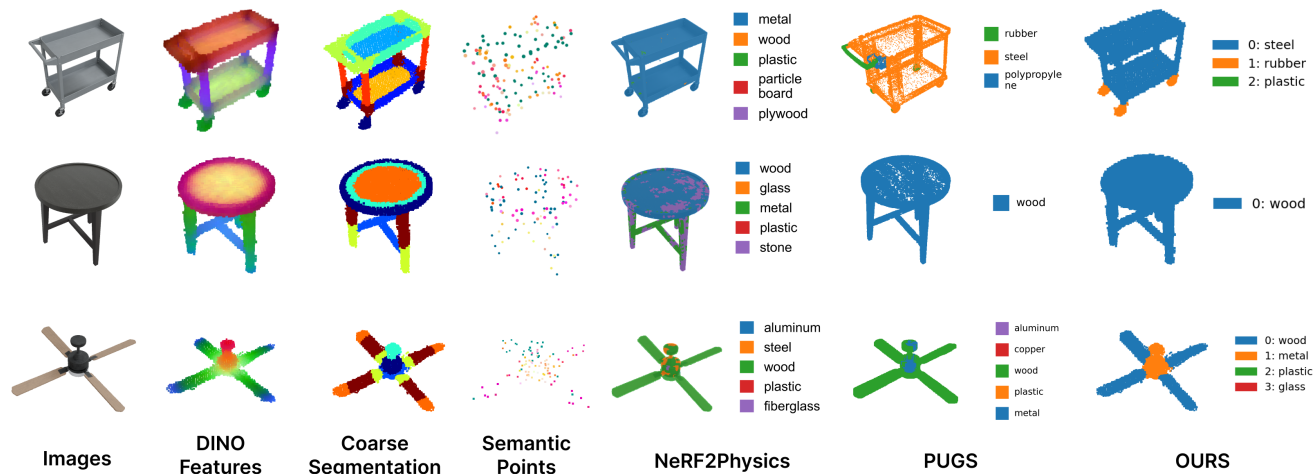 metal
wood
plastic
particle
board
plywood
rubber
steel
polypropyle
ne
0: steel
1: rubber
2: plastic
wood
glass
metal
plastic
stone
wood
0: wood
aluminum
steel
wood
plastic
fiberglass
aluminum
copper
wood
plastic
metal
0: wood
1: metal
2: plastic
3: glass
Images
DINO
Features
Coarse
Segmentation
Semantic
Points
NeRF2Physics
PUGS
OURS